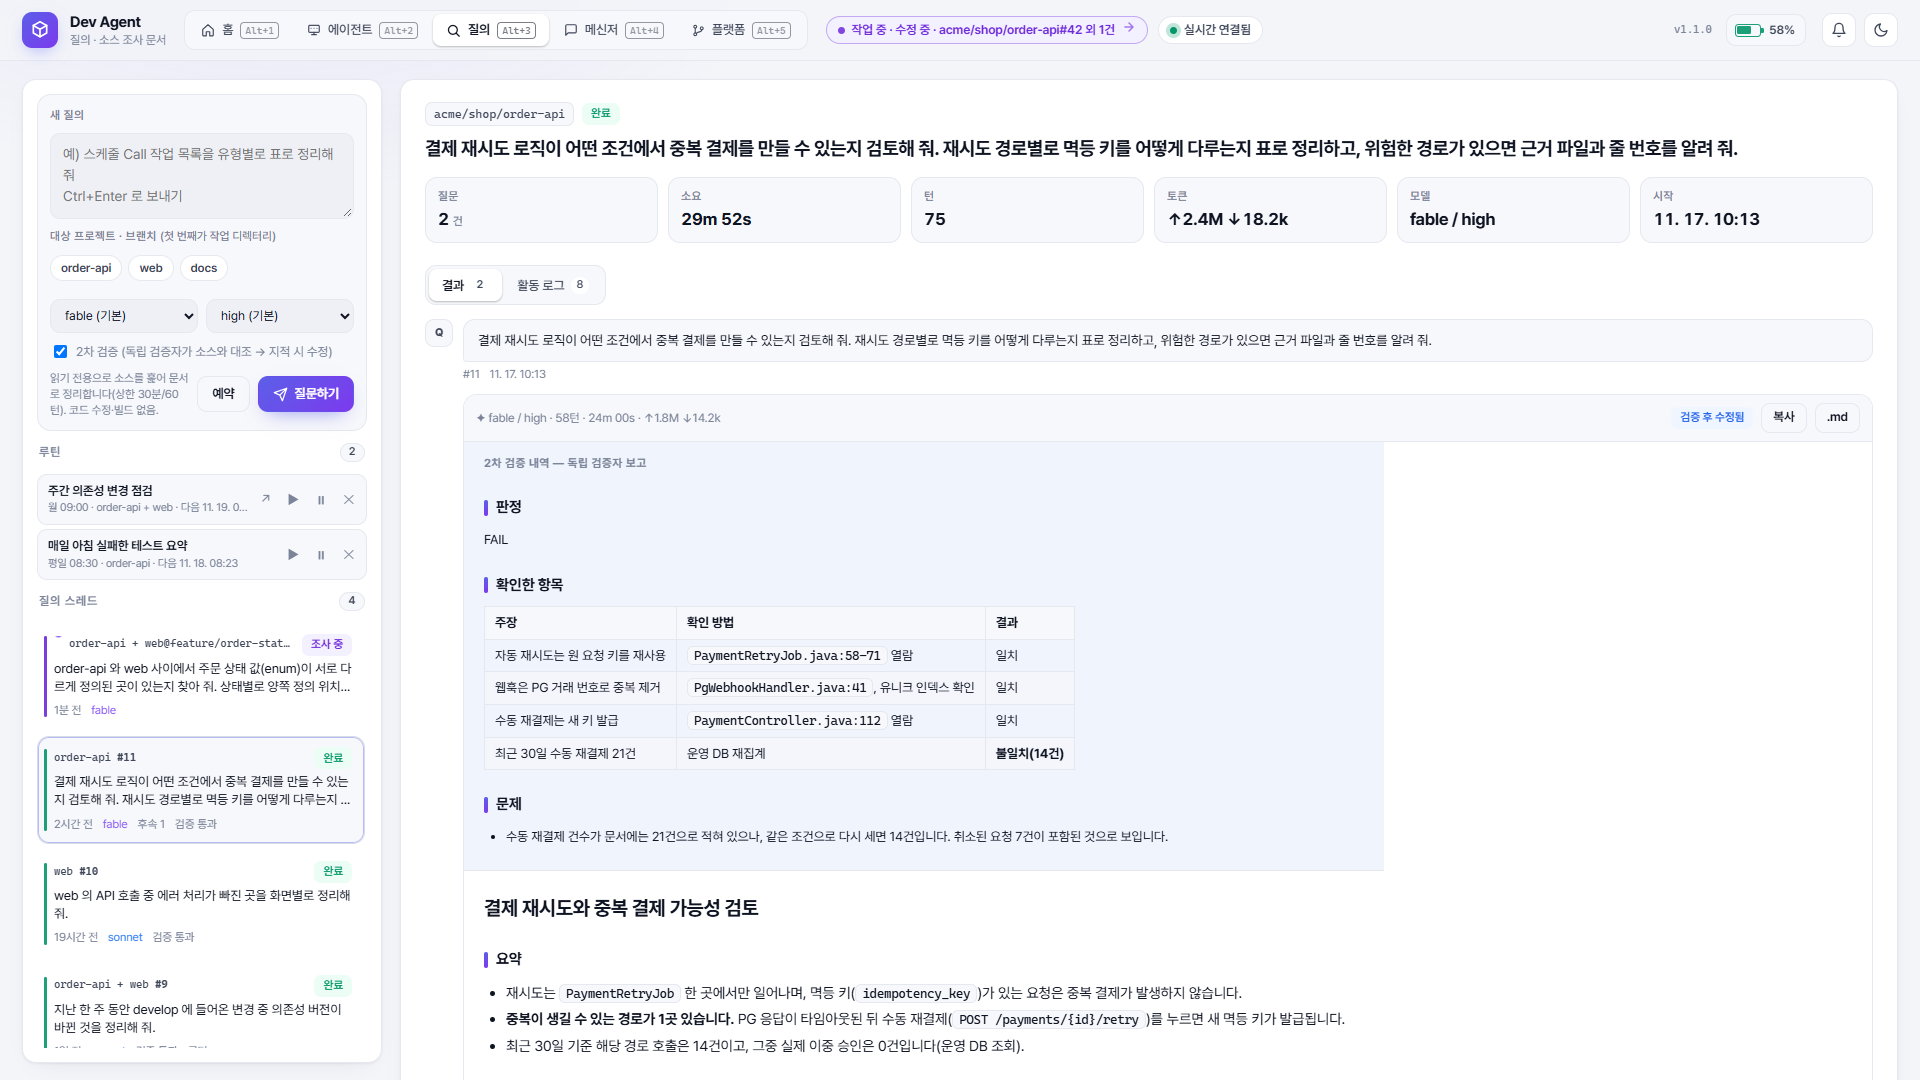 Dev Agent
질의 · 소스 조사 문서
홈 Alt+1
에이전트 Alt+2
질의 Alt+3
메신저 Alt+4
플랫폼 Alt+5
작업 중 · 수정 중 · acme/shop/order-api#42 외 1건 →
실시간 연결됨
v1.1.0
58%
새 질의
예) 스케줄 Call 작업 목록을 유형별로 표로 정리해
줘
Ctrl+Enter 로 보내기
대상 프로젝트 · 브랜치 (첫 번째가 작업 디렉터리)
order-api
web
docs
fable (기본)
high (기본)
2차 검증 (독립 검증자가 소스와 대조 → 지적 시 수정)
읽기 전용으로 소스를 훑어 문서
로 정리합니다(상한 30분/60
턴). 코드 수정·빌드 없음.
예약
질문하기
루틴
2
주간 의존성 변경 점검
월 09:00 · order-api + web · 다음 11. 19. 0...
매일 아침 실패한 테스트 요약
평일 08:30 · order-api · 다음 11. 18. 08:23
질의 스레드
4
order-api + web@feature/order-stat…
조사 중
order-api 와 web 사이에서 주문 상태 값(enum)이 서로 다
르게 정의된 곳이 있는지 찾아 줘. 상태별로 양쪽 정의 위치...
1분 전 fable
order-api #11
완료
결제 재시도 로직이 어떤 조건에서 중복 결제를 만들 수 있는
지 검토해 줘. 재시도 경로별로 멱등 키를 어떻게 다루는지 ...
2시간 전 fable 후속 1 검증 통과
web #10
완료
web 의 API 호출 중 에러 처리가 빠진 곳을 화면별로 정리해
줘.
19시간 전 sonnet 검증 통과
order-api + web #9
완료
지난 한 주 동안 develop 에 들어온 변경 중 의존성 버전이
바뀐 것을 정리해 줘.
acme/shop/order-api
완료
결제 재시도 로직이 어떤 조건에서 중복 결제를 만들 수 있는지 검토해 줘. 재시도 경로별로 멱등 키를 어떻게 다루는지 표로 정리하고, 위험한 경로가 있으면 근거 파일과 줄 번호를 알려 줘.
질문
2 건
소요
29m 52s
턴
75
토큰
↑2.4M ↓18.2k
모델
fable / high
시작
11. 17. 10:13
결과 2
활동 로그 8
Q
결제 재시도 로직이 어떤 조건에서 중복 결제를 만들 수 있는지 검토해 줘. 재시도 경로별로 멱등 키를 어떻게 다루는지 표로 정리하고, 위험한 경로가 있으면 근거 파일과 줄 번호를 알려 줘.
#11 11. 17. 10:13
✦ fable / high · 58턴 · 24m 00s · ↑1.8M ↓14.2k
검증 후 수정됨
복사
.md
2차 검증 내역 — 독립 검증자 보고
판정
FAIL
확인한 항목
주장 확인 방법 결과
자동 재시도는 원 요청 키를 재사용 PaymentRetryJob.java:58-71 열람 일치
웹훅은 PG 거래 번호로 중복 제거 PgWebhookHandler.java:41 , 유니크 인덱스 확인 일치
수동 재결제는 새 키 발급 PaymentController.java:112 열람 일치
최근 30일 수동 재결제 21건 운영 DB 재집계 불일치(14건)
문제
• 수동 재결제 건수가 문서에는 21건으로 적혀 있으나, 같은 조건으로 다시 세면 14건입니다. 취소된 요청 7건이 포함된 것으로 보입니다.
결제 재시도와 중복 결제 가능성 검토
요약
• 재시도는 PaymentRetryJob 한 곳에서만 일어나며, 멱등 키( idempotency_key )가 있는 요청은 중복 결제가 발생하지 않습니다.
• 중복이 생길 수 있는 경로가 1곳 있습니다. PG 응답이 타임아웃된 뒤 수동 재결제( POST /payments/{id}/retry )를 누르면 새 멱등 키가 발급됩니다.
• 최근 30일 기준 해당 경로 호출은 14건이고, 그중 실제 이중 승인은 0건입니다(운영 DB 조회).